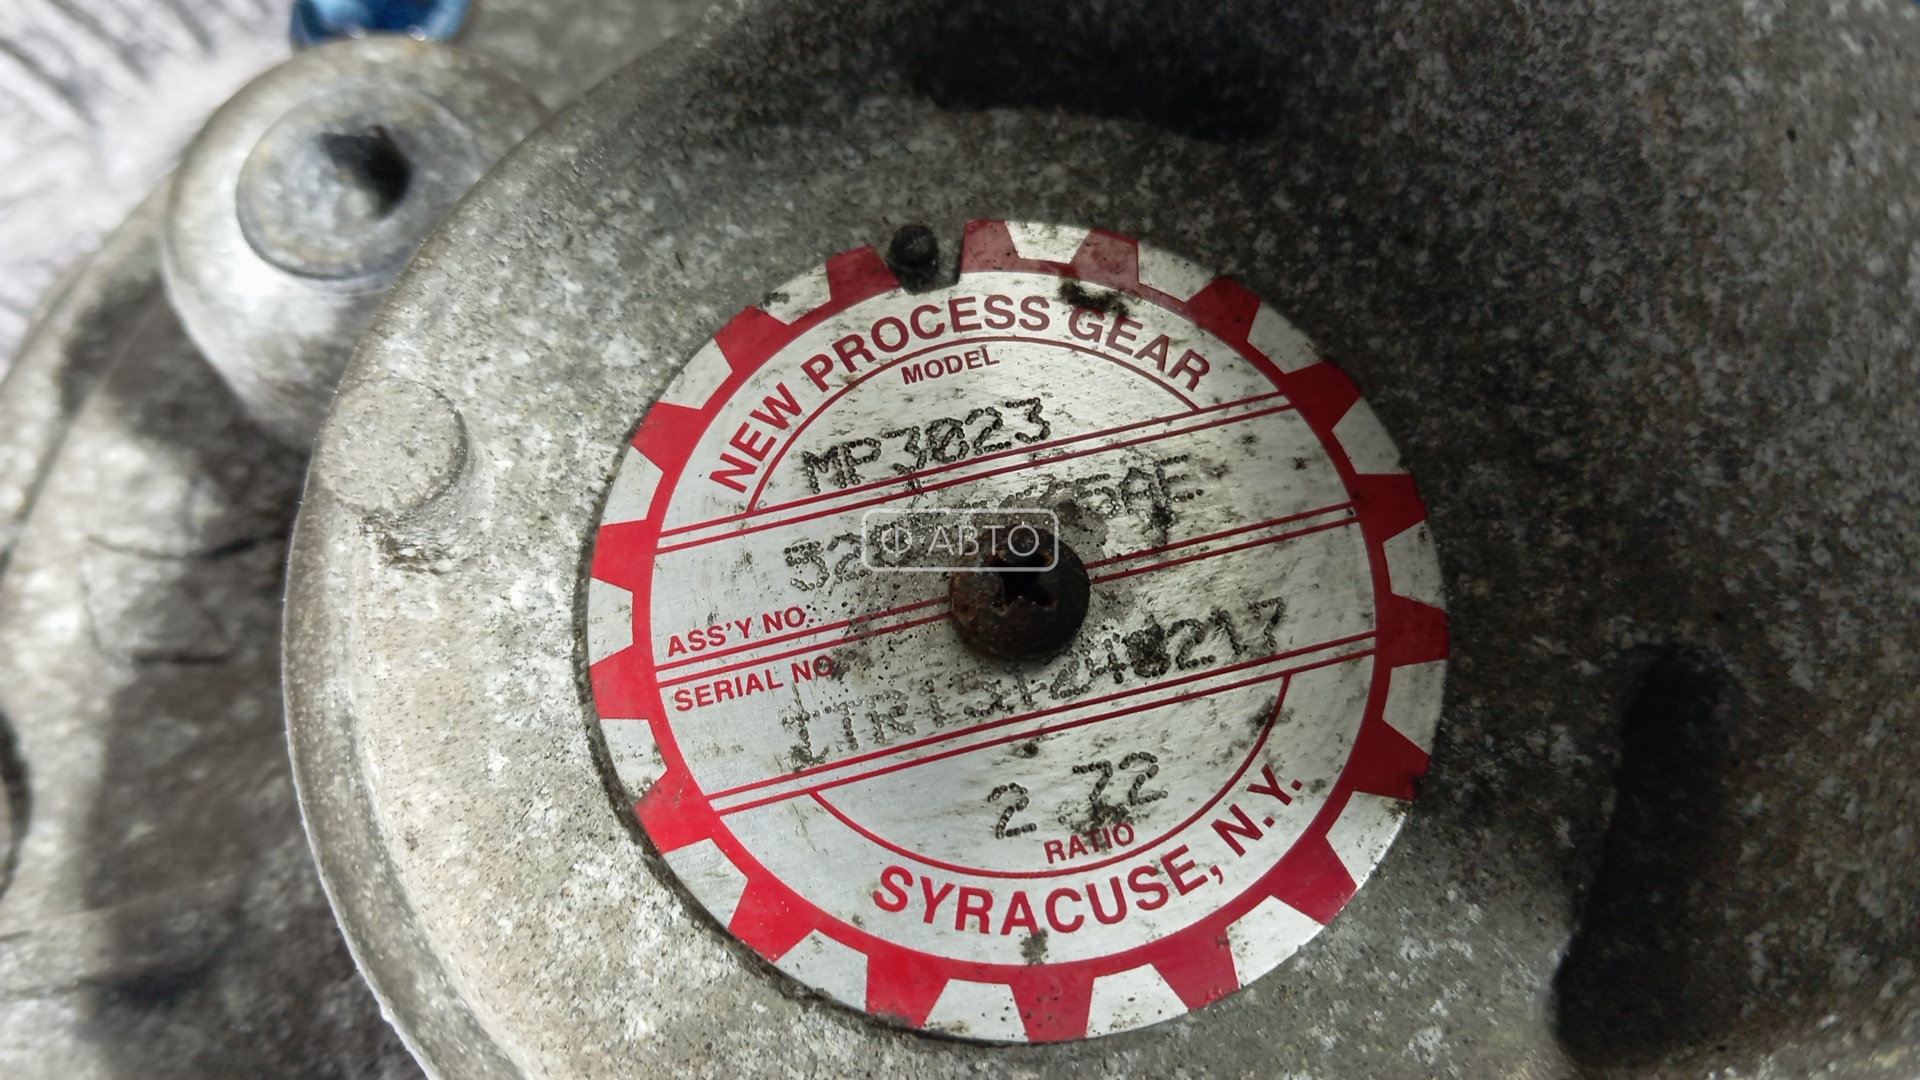 NEW PROCESS GEAR
MODEL
MP3023
ASS'Y NO.
Ф АВТО
SERIAL NO.
2 72
RATIO
SYRACUSE, N.Y.